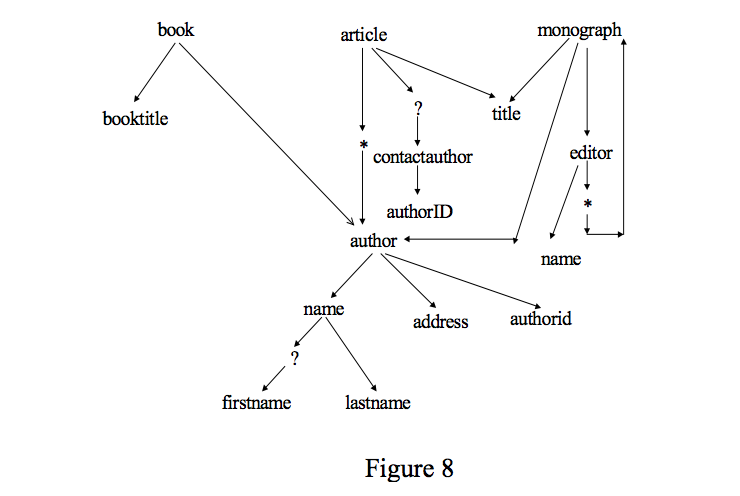 book
article
monograph
booktitle
?
title
*
contactauthor
editor
authorID
*
author
name
name
address
authorid
?
firstname
lastname
Figure 8